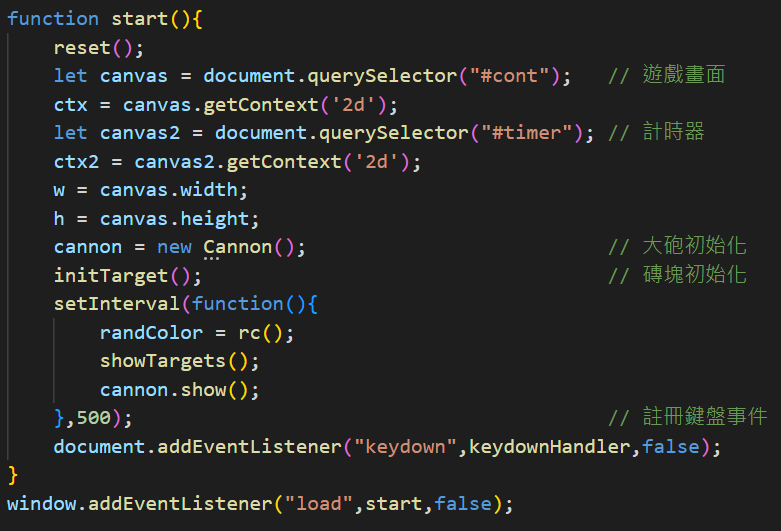 function start(){
    reset();
    let canvas = document.querySelector("#cont");   // 遊戲畫面
    ctx = canvas.getContext('2d');
    let canvas2 = document.querySelector("#timer"); // 計時器
    ctx2 = canvas2.getContext('2d');
    w = canvas.width;
    h = canvas.height;
    cannon = new Cannon();                          // 大砲初始化
    initTarget();                                   // 磚塊初始化
    setInterval(function(){
        randColor = rc();
        showTargets();
        cannon.show();
    },500);                                         // 註冊鍵盤事件
    document.addEventListener("keydown",keydownHandler,false);
}
window.addEventListener("load",start,false);